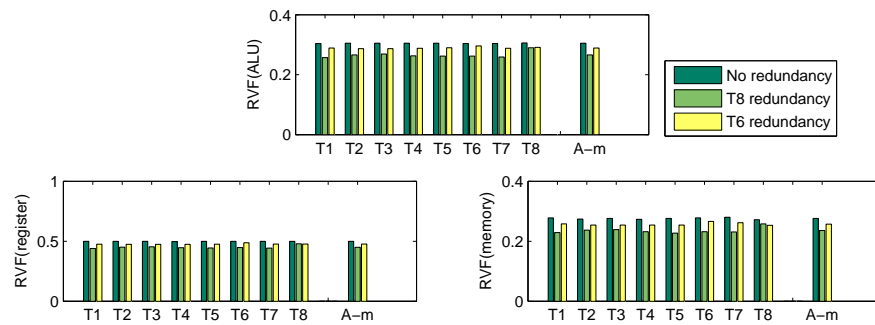 0.4
0.2
0
RVF(ALU)
T1 T2 T3 T4 T5 T6 T7 T8 A−m
No redundancy
T8 redundancy
T6 redundancy
1
0.5
0
RVF(register)
T1 T2 T3 T4 T5 T6 T7 T8 A−m
0.4
0.2
0
RVF(memory)
T1 T2 T3 T4 T5 T6 T7 T8 A−m